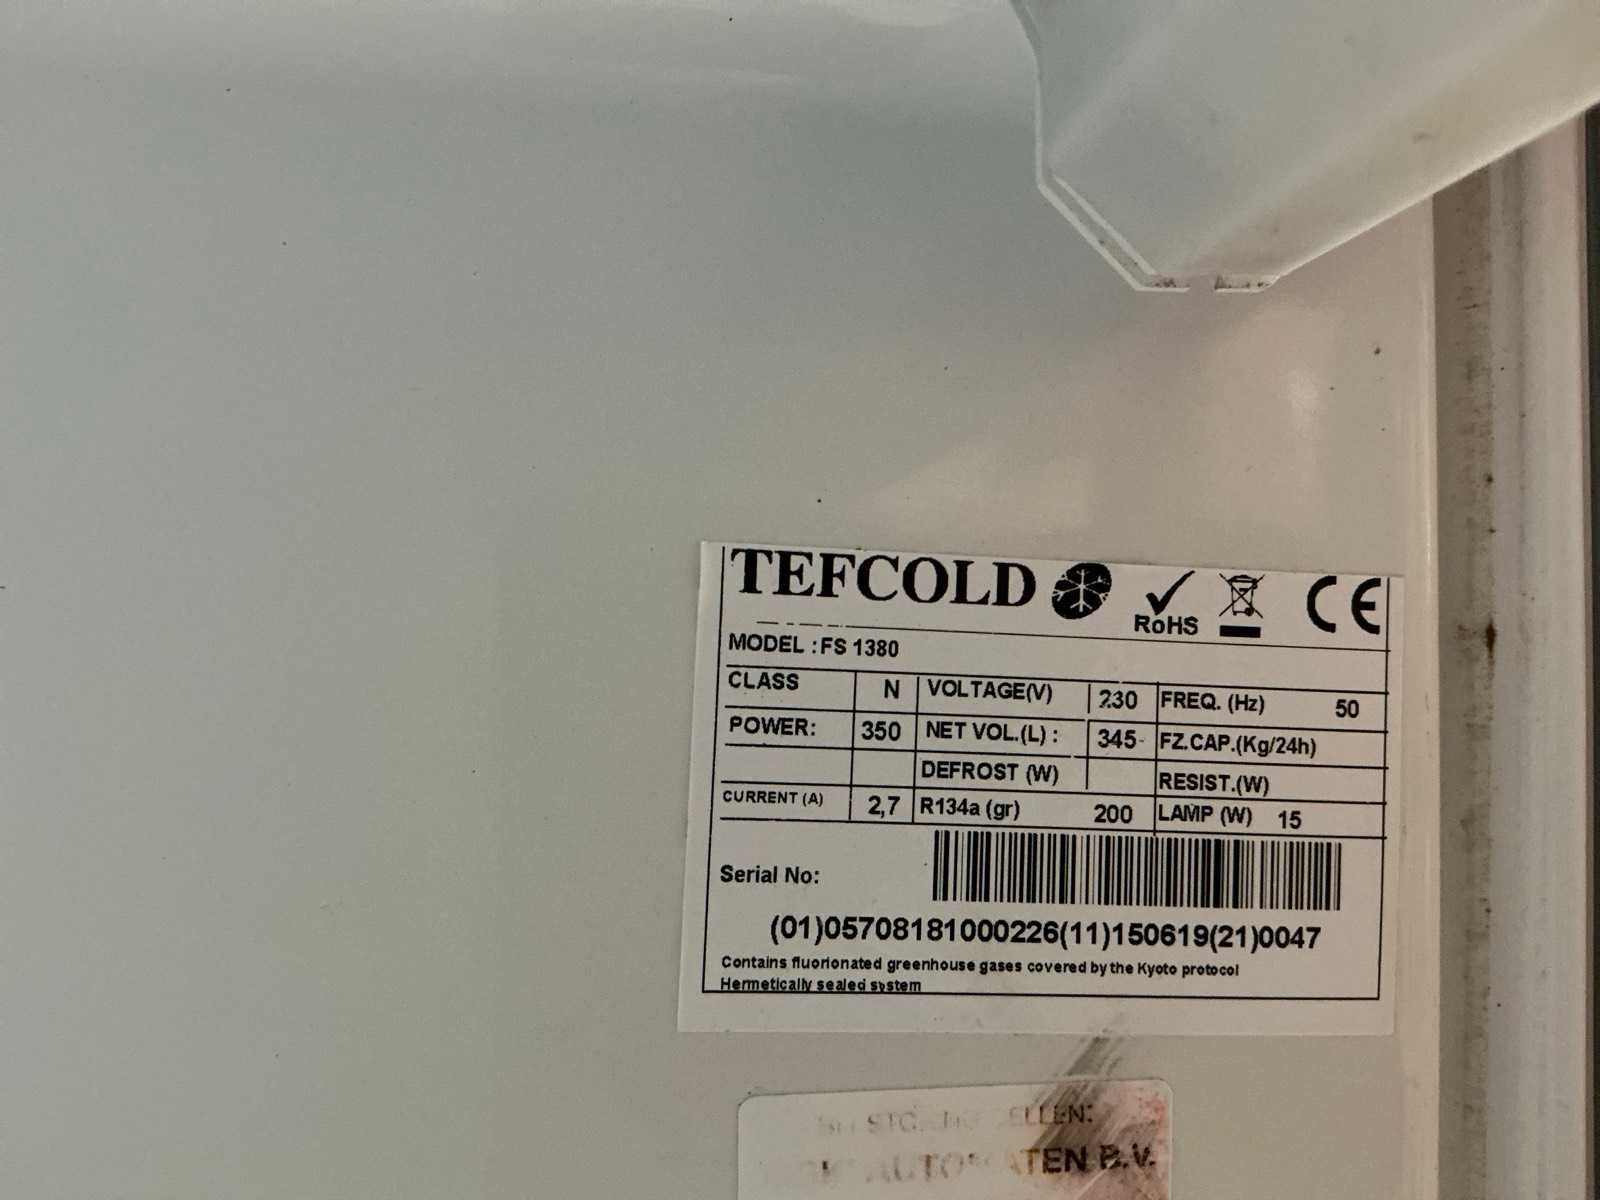 TEFCOLD
RoHS
CE
MODEL : FS 1380
CLASS N VOLTAGE(V) 230 FREQ. (Hz) 50
POWER: 350 NET VOL.(L) : 345 FZ.CAP.(Kg/24h)
DEFROST (W) RESIST.(W)
CURRENT (A) 2,7 R134a (gr) 200 LAMP (W) 15
Serial No:
(01)05708181000226(11)150619(21)0047
Contains fluorionated greenhouse gases covered by the Kyoto protocol
Hermetically sealed system
B.V.